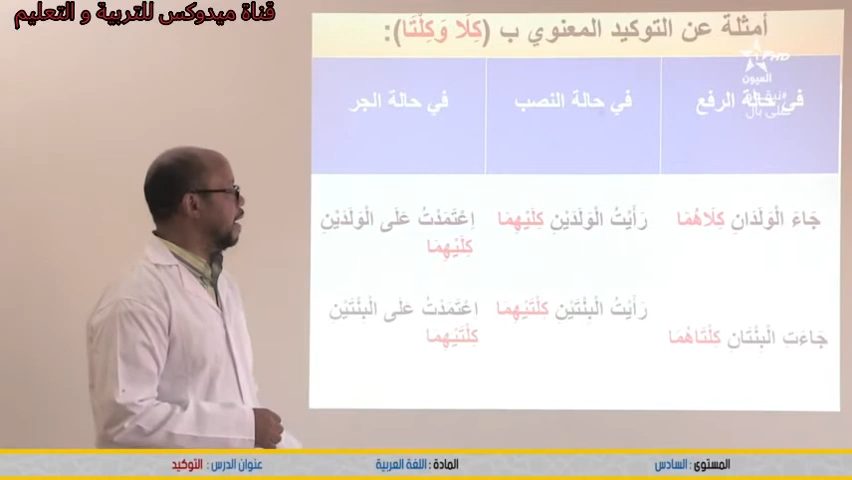 قناة ميدوكس للتربية و التعليم
أمثلة عن التوكيد المعنوي ب (كِلَا وَكِلْتَا):
في حالة الرفع
في حالة النصب
في حالة الجر
جَاءَ الْوَلَدَانِ كِلَاهُمَا
رَأَيْتُ الْوَلَدَيْنِ كِلَيْهِمَا
اِعْتَمَدْتُ عَلَى الْوَلَدَيْنِ
كِلَيْهِمَا
جَاءَتِ الْبِنْتَانِ كِلْتَاهُمَا
رَأَيْتُ الْبِنْتَيْنِ كِلْتَيْهِمَا
اِعْتَمَدْتُ عَلَى الْبِنْتَيْنِ
كِلْتَيْهِمَا
العيون
المستوى : السادس
المادة : اللغة العربية
عنوان الدرس : التوكيد